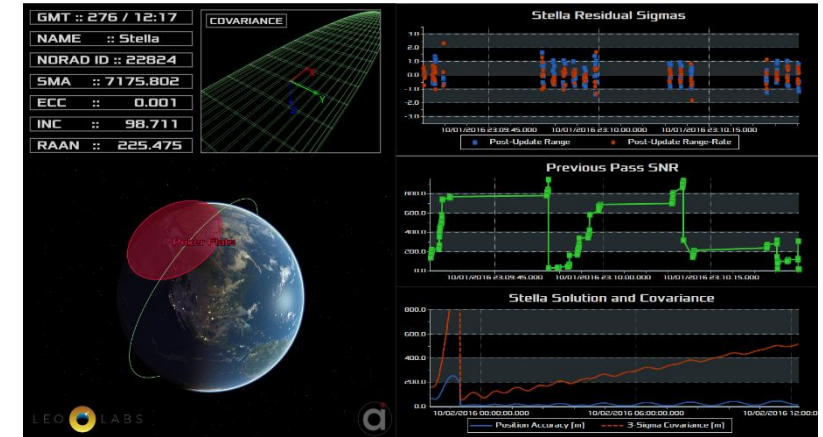 GMT :: 276 / 12:17
NAME :: Stella
NORAD ID :: 22824
SMA :: 7175.802
ECC :: 0.001
INC :: 98.711
RAAN :: 225.475
COVARIANCE
X
Y
Poker Flats
LEO LABS
a
Stella Residual Sigmas
3.0
2.0
1.0
0.0
-1.0
-2.0
-3.0
10/01/2016 23:09:45.000 10/01/2016 23:10:00.000 10/01/2016 23:10:15.000
Post-Update Range Post-Update Range-Rate
Previous Pass SNR
800.0
600.0
400.0
200.0
0.0
10/01/2016 23:09:45.000 10/01/2016 23:10:00.000 10/01/2016 23:10:15.000
Stella Solution and Covariance
800.0
600.0
400.0
200.0
0.0
10/02/2016 00:00:00.000 10/02/2016 06:00:00.000 10/02/2016 12:00:0
Position Accuracy [m] 3-Sigma Covariance [m]